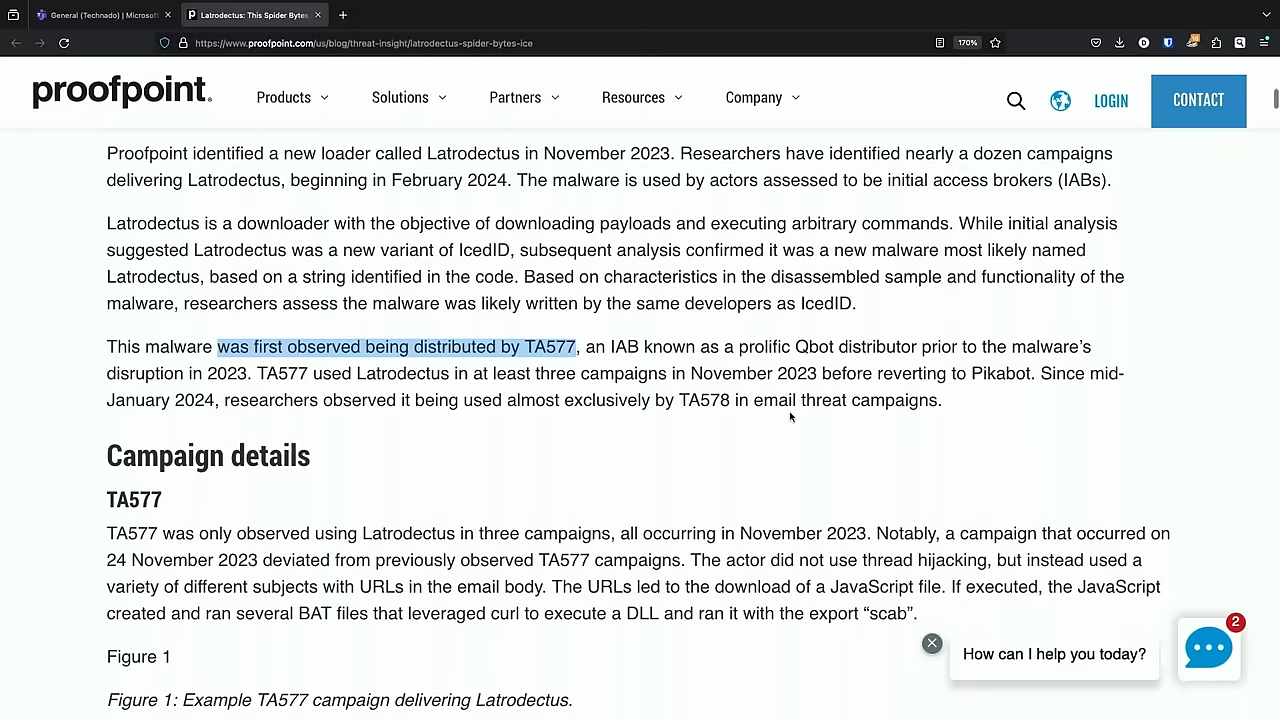 General (Technado) | Microsof
Latrodectus: This Spider Bytes
https://www.proofpoint.com/us/blog/threat-insight/latrodectus-spider-bytes-ice
170%
proofpoint.
Products
Solutions
Partners
Resources
Company
LOGIN
CONTACT
Proofpoint identified a new loader called Latrodectus in November 2023. Researchers have identified nearly a dozen campaigns
delivering Latrodectus, beginning in February 2024. The malware is used by actors assessed to be initial access brokers (IABs).
Latrodectus is a downloader with the objective of downloading payloads and executing arbitrary commands. While initial analysis
suggested Latrodectus was a new variant of IcedID, subsequent analysis confirmed it was a new malware most likely named
Latrodectus, based on a string identified in the code. Based on characteristics in the disassembled sample and functionality of the
malware, researchers assess the malware was likely written by the same developers as IcedID.
This malware was first observed being distributed by TA577, an IAB known as a prolific Qbot distributor prior to the malware’s
disruption in 2023. TA577 used Latrodectus in at least three campaigns in November 2023 before reverting to Pikabot. Since mid-
January 2024, researchers observed it being used almost exclusively by TA578 in email threat campaigns.
Campaign details
TA577
TA577 was only observed using Latrodectus in three campaigns, all occurring in November 2023. Notably, a campaign that occurred on
24 November 2023 deviated from previously observed TA577 campaigns. The actor did not use thread hijacking, but instead used a
variety of different subjects with URLs in the email body. The URLs led to the download of a JavaScript file. If executed, the JavaScript
created and ran several BAT files that leveraged curl to execute a DLL and ran it with the export “scab”.
2
How can I help you today?
Figure 1
Figure 1: Example TA577 campaign delivering Latrodectus.